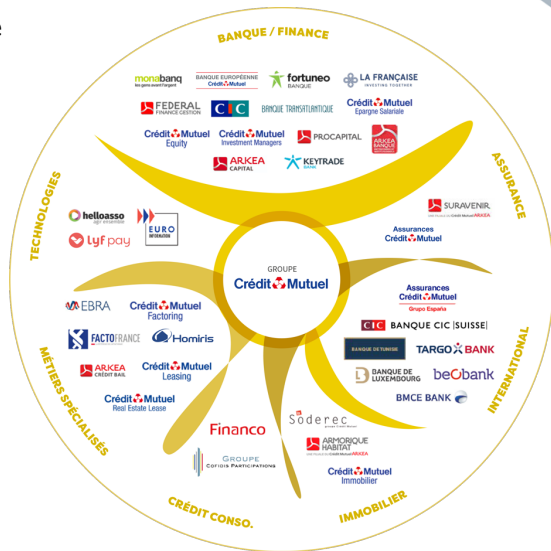 e
BANQUE / FINANCE
monabanq
les gens avant l'argent
BANQUE EUROPÉENNE
Crédit Mutuel
fortuneo
BANQUE
LA FRANÇAISE
INVESTING TOGETHER
FEDERAL
FINANCE GESTION
CIC
BANQUE TRANSATLANTIQUE
Crédit Mutuel
Epargne Salariale
Crédit Mutuel
Equity
Crédit Mutuel
Investment Managers
PROCAPITAL
ARKEA
BANQUE
ARKEA
CAPITAL
KEYTRADE
BANK
ASSURANCE
SURAVENIR
Assurances
Crédit Mutuel
TECHNOLOGIES
helloasso
agir ensemble
EURO
INFORMATION
lyf pay
GROUPE
Crédit Mutuel
INTERNATIONAL
Assurances
Crédit Mutuel
Grupo España
CIC BANQUE CIC |SUISSE|
BANQUE DE TUNISIE
TARGO BANK
BANQUE DE
LUXEMBOURG
beobank
BMCE BANK
MÉTIERS SPÉCIALISÉS
EBRA
Crédit Mutuel
Factoring
FACTOFRANCE
Homiris
ARKEA
CRÉDIT BAIL
Crédit Mutuel
Leasing
Crédit Mutuel
Real Estate Lease
CRÉDIT CONSO.
Financo
GROUPE
COFIDIS PARTICIPATIONS
IMMOBILIER
Soderec
ARMORIQUE
HABITAT
Crédit Mutuel
Immobilier